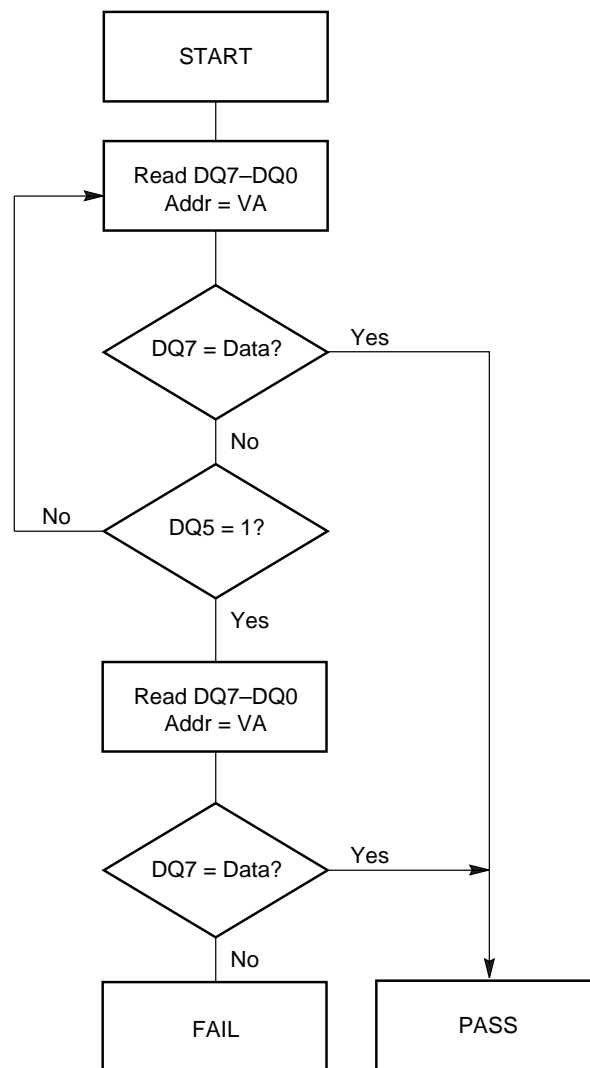 START
Read DQ7–DQ0
Addr = VA
DQ7 = Data?
Yes
No
DQ5 = 1?
No
Yes
Read DQ7–DQ0
Addr = VA
DQ7 = Data?
Yes
No
FAIL
PASS